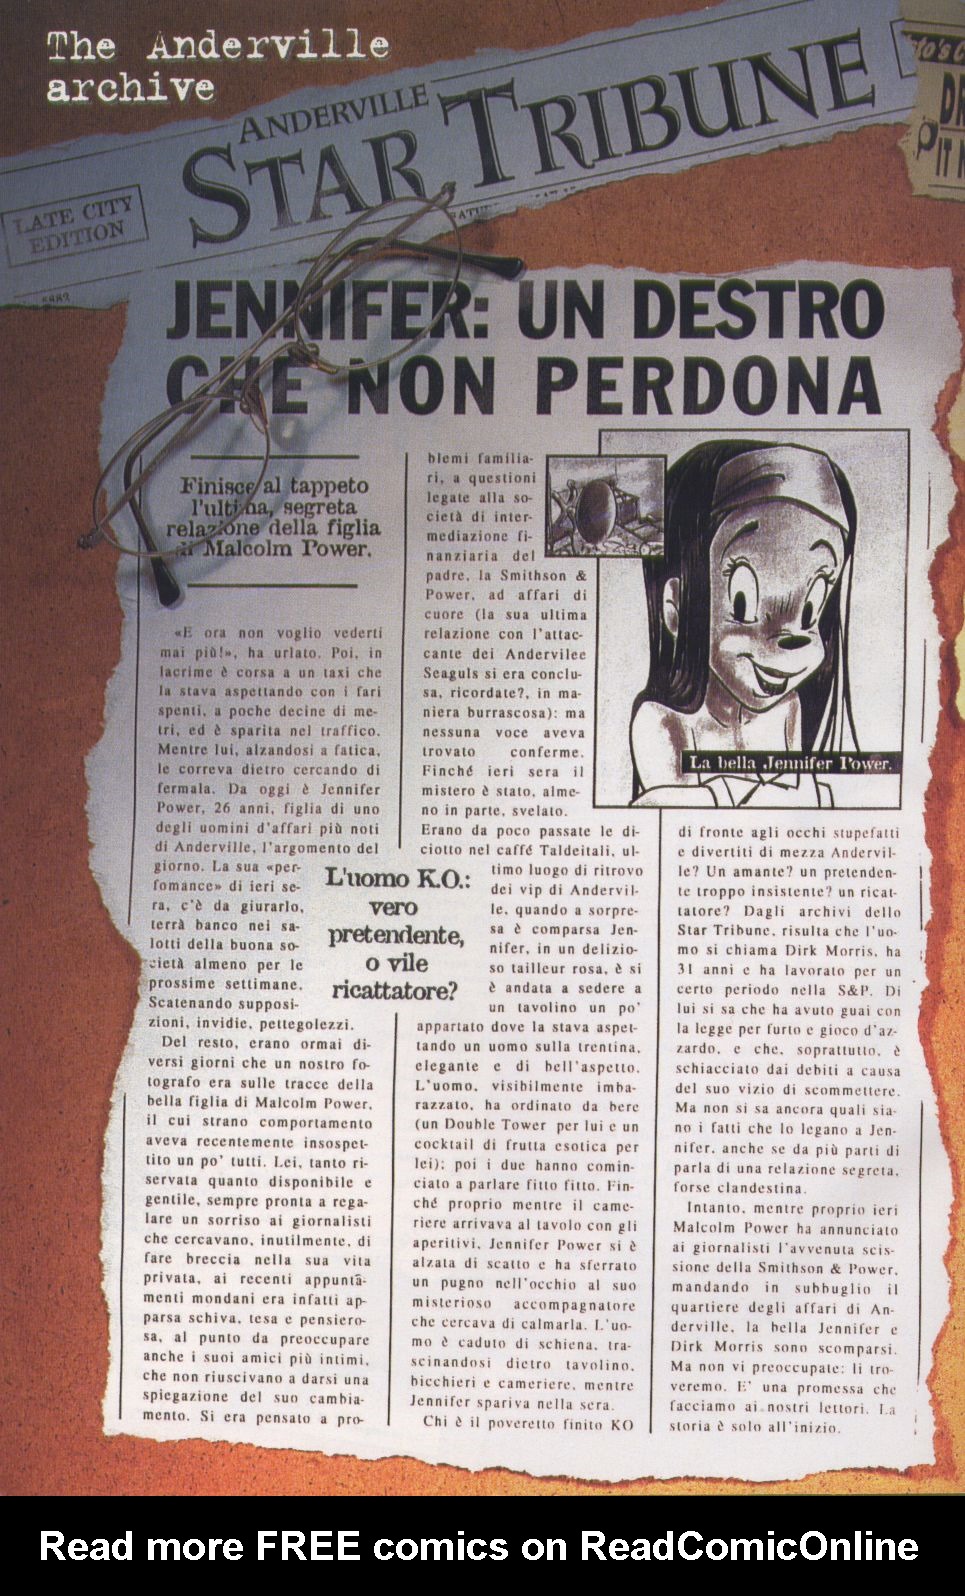 The Anderville
archive
ANDERVILLE
STAR TRIBUNE
LATE CITY
EDITION
JENNIFER: UN DESTRO
CHE NON PERDONA
Finisce al tappeto
l'ultima, segreta
relazione della figlia
di Malcolm Power.
«E ora non voglio vederti
mai più!», ha urlato. Poi, in
lacrime è corsa a un taxi che
la stava aspettando con i fari
spenti, a poche decine di me-
tri, ed è sparita nel traffico.
Mentre lui, alzandosi a fatica,
le correva dietro cercando di
fermala. Da oggi è Jennifer
Power, 26 anni, figlia di uno
degli uomini d'affari più noti
di Anderville, l'argomento del
giorno. La sua «per-
fomance» di ieri se-
ra, c'è da giurarlo,
terrà banco nei sa-
lotti della buona so-
cietà almeno per le
prossime settimane.
Scatenando supposi-
zioni, invidie, pettegolezzi.
Del resto, erano ormai di-
versi giorni che un nostro fo-
tografo era sulle tracce della
bella figlia di Malcolm Power,
il cui strano comportamento
aveva recentemente insospet-
tito un po' tutti. Lei, tanto ri-
servata quanto disponibile e
gentile, sempre pronta a rega-
lare un sorriso ai giornalisti
che cercavano, inutilmente, di
fare breccia nella sua vita
privata, ai recenti appunta-
menti mondani era infatti ap-
parsa schiva, tesa e pensiero-
sa, al punto da preoccupare
anche i suoi amici più intimi,
che non riuscivano a darsi una
spiegazione del suo cambia-
mento. Si era pensato a pro-
blemi familia-
ri, a questioni
legate alla so-
cietà di inter-
mediazione fi-
nanziaria del
padre, la Smithson &
Power, ad affari di
cuore (la sua ultima
relazione con l'attac-
cante dei Andervilee
Seaguls si era conclu-
sa, ricordate?, in ma-
niera burrascosa): ma
nessuna voce aveva
trovato conferme.
Finché ieri sera il
mistero è stato, alme-
no in parte, svelato.
Erano da poco passate le di-
ciotto nel caffé Taldeitali, ul-
timo luogo di ritrovo
dei vip di Andervil-
le, quando a sorpre-
sa è comparsa Jen-
nifer, in un delizio-
so tailleur rosa, è si
è andata a sedere a
un tavolino un po'
appartato dove la stava aspet-
tando un uomo sulla trentina,
elegante e di bell'aspetto.
L'uomo, visibilmente imba-
razzato, ha ordinato da bere
(un Double Tower per lui e un
cocktail di frutta esotica per
lei); poi i due hanno comin-
ciato a parlare fitto fitto. Fin-
ché proprio mentre il came-
riere arrivava al tavolo con gli
aperitivi, Jennifer Power si è
alzata di scatto e ha sferrato
un pugno nell'occhio al suo
misterioso accompagnatore
che cercava di calmarla. L'uo-
mo è caduto di schiena, tra-
scinandosi dietro tavolino,
bicchieri e cameriere, mentre
Jennifer spariva nella sera.
Chi è il poveretto finito KO
L'uomo K.O.:
vero
pretendente,
o vile
ricattatore?
La bella Jennifer Power.
di fronte agli occhi stupefatti
e divertiti di mezza Andervil-
le? Un amante? un pretenden-
te troppo insistente? un ricat-
tatore? Dagli archivi dello
Star Tribune, risulta che l'uo-
mo si chiama Dirk Morris, ha
31 anni e ha lavorato per un
certo periodo nella S&P. Di
lui si sa che ha avuto guai con
la legge per furto e gioco d'az-
zardo, e che, soprattutto, è
schiacciato dai debiti a causa
del suo vizio di scommettere.
Ma non si sa ancora quali sia-
no i fatti che lo legano a Jen-
nifer, anche se da più parti di
parla di una relazione segreta,
forse clandestina.
Intanto, mentre proprio ieri
Malcolm Power ha annunciato
ai giornalisti l'avvenuta scis-
sione della Smithson & Power,
mandando in subbuglio il
quartiere degli affari di An-
derville, la bella Jennifer e
Dirk Morris sono scomparsi.
Ma non vi preoccupate: li tro-
veremo. E' una promessa che
facciamo ai nostri lettori. La
storia è solo all'inizio.
Read more FREE comics on ReadComicOnline